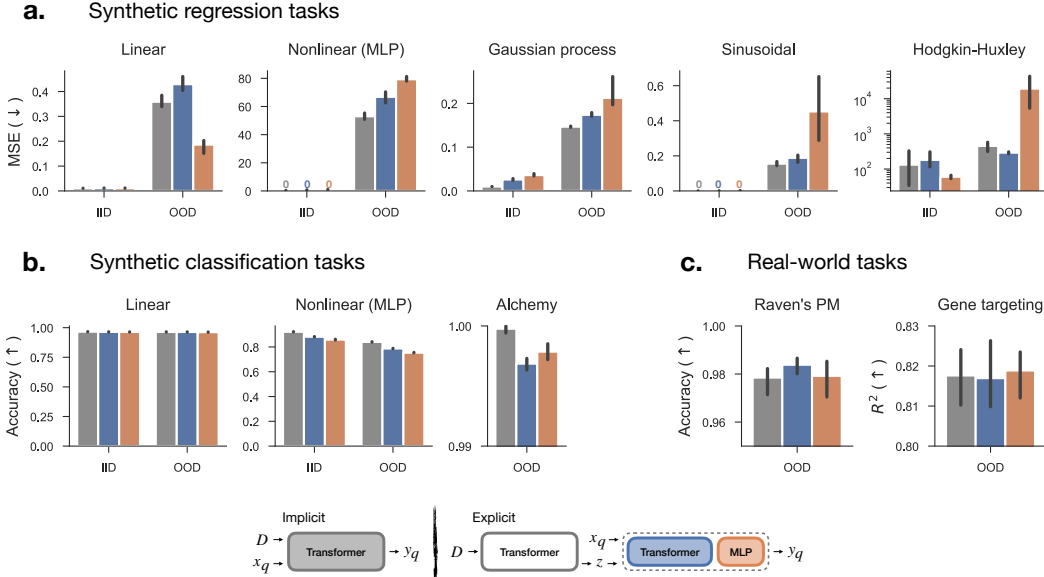 a. Synthetic regression tasks
Linear
Nonlinear (MLP)
Gaussian process
Sinusoidal
Hodgkin-Huxley
MSE (↓)
0.4
0.3
0.2
0.1
0.0
IID OOD
80
60
40
20
0
0 0 0
IID OOD
0.2
0.1
0.0
IID OOD
0.6
0.4
0.2
0.0
0 0 0
IID OOD
10⁴
10³
10²
IID OOD
b. Synthetic classification tasks
Linear
Nonlinear (MLP)
Alchemy
Accuracy (↑)
1.00
0.75
0.50
0.25
0.00
IID OOD
0.8
0.6
0.4
0.2
0.0
IID OOD
1.00
0.99
OOD
c. Real-world tasks
Raven's PM
Gene targeting
Accuracy (↑)
1.00
0.98
0.96
OOD
R² (↑)
0.83
0.82
0.81
0.80
OOD
Implicit
D
x_q
Transformer
y_q
Explicit
D
Transformer
x_q
z
Transformer
MLP
y_q